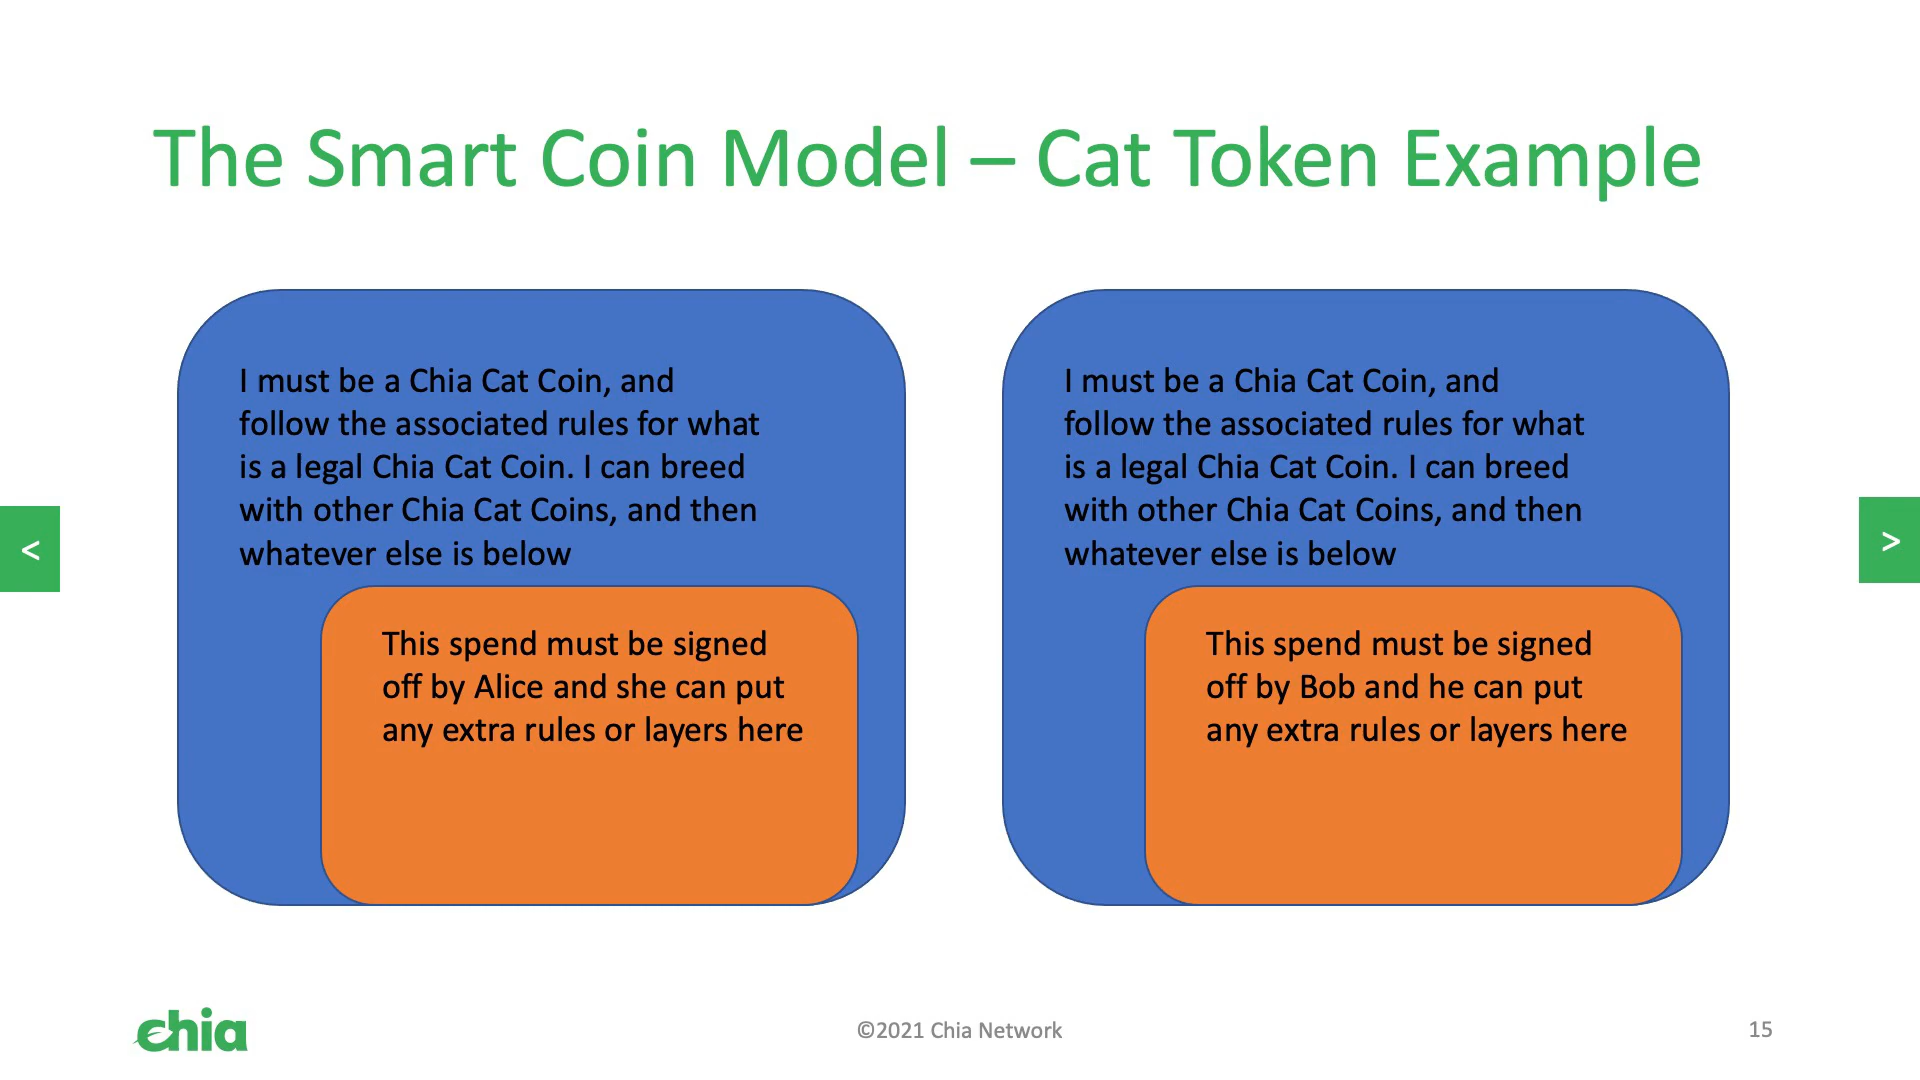 The Smart Coin Model – Cat Token Example
I must be a Chia Cat Coin, and
follow the associated rules for what
is a legal Chia Cat Coin. I can breed
with other Chia Cat Coins, and then
whatever else is below
This spend must be signed
off by Alice and she can put
any extra rules or layers here
I must be a Chia Cat Coin, and
follow the associated rules for what
is a legal Chia Cat Coin. I can breed
with other Chia Cat Coins, and then
whatever else is below
This spend must be signed
off by Bob and he can put
any extra rules or layers here
<
>
chia
©2021 Chia Network
15